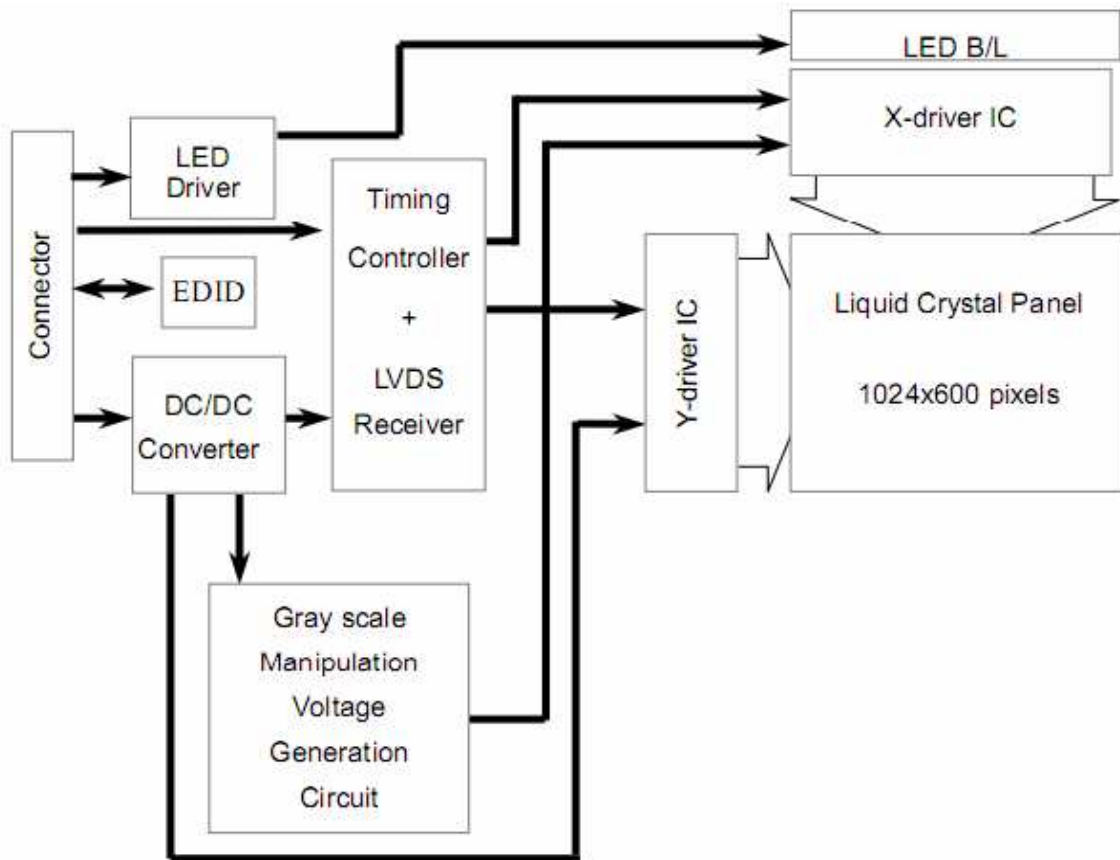 LED B/L
X-driver IC
LED
Driver
Timing
Controller
+
LVDS
Receiver
Connector
EDID
DC/DC
Converter
Y-driver IC
Liquid Crystal Panel
1024x600 pixels
Gray scale
Manipulation
Voltage
Generation
Circuit